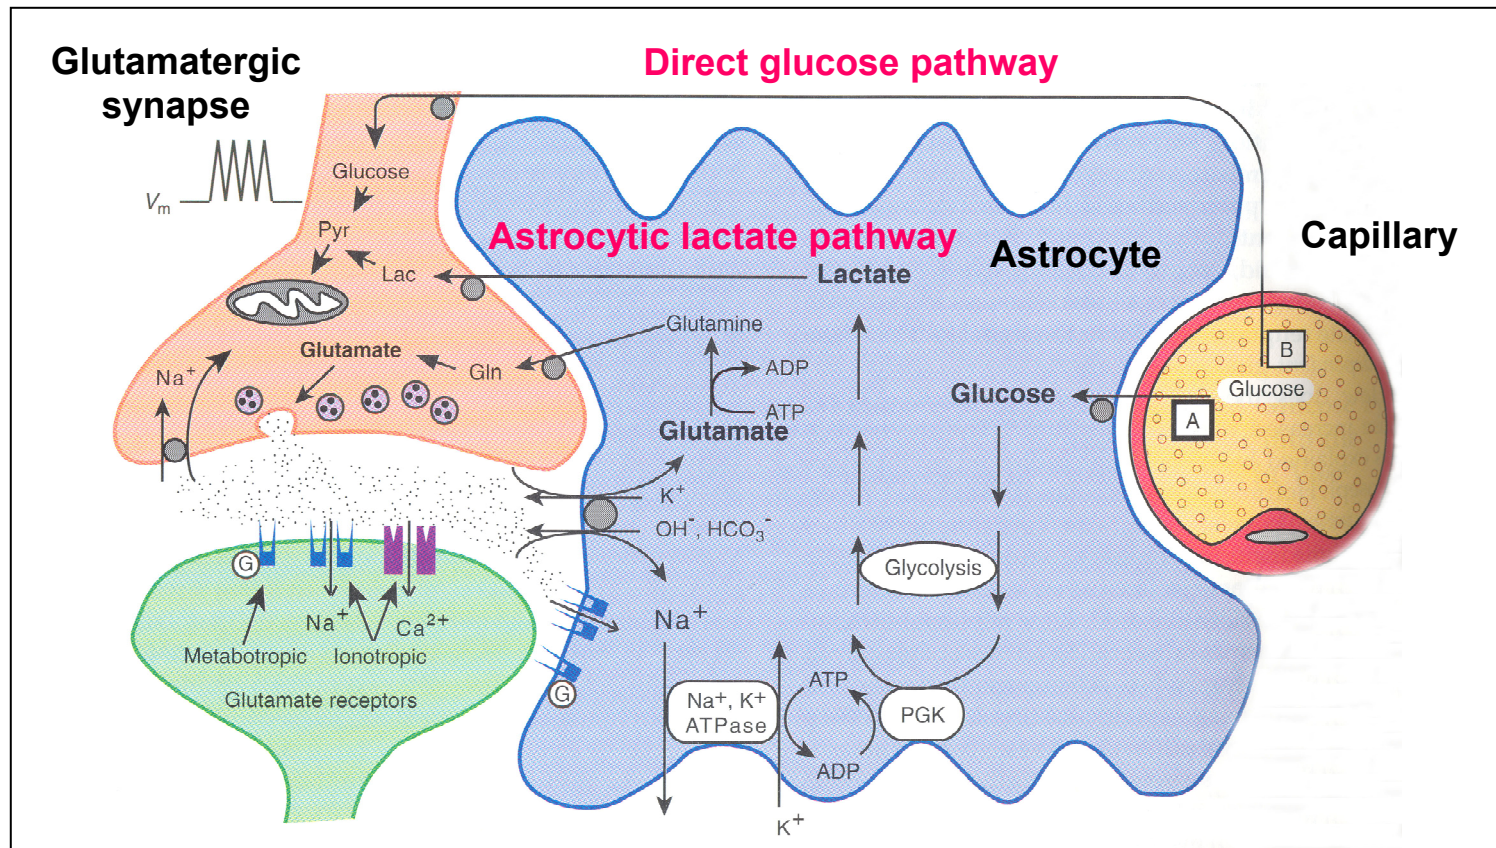 Glutamatergic
synapse
Direct glucose pathway
Vm
Glucose
Pyr
Lac
Astrocytic lactate pathway
Lactate
Astrocyte
Capillary
Glutamine
Glutamate
Gln
Na⁺
ADP
ATP
Glutamate
Glucose
B
Glucose
A
K⁺
OH⁻, HCO₃⁻
Glycolysis
G
Na⁺
Ca²⁺
Metabotropic
Ionotropic
Glutamate receptors
Na⁺
G
Na⁺, K⁺
ATPase
ATP
ADP
PGK
K⁺